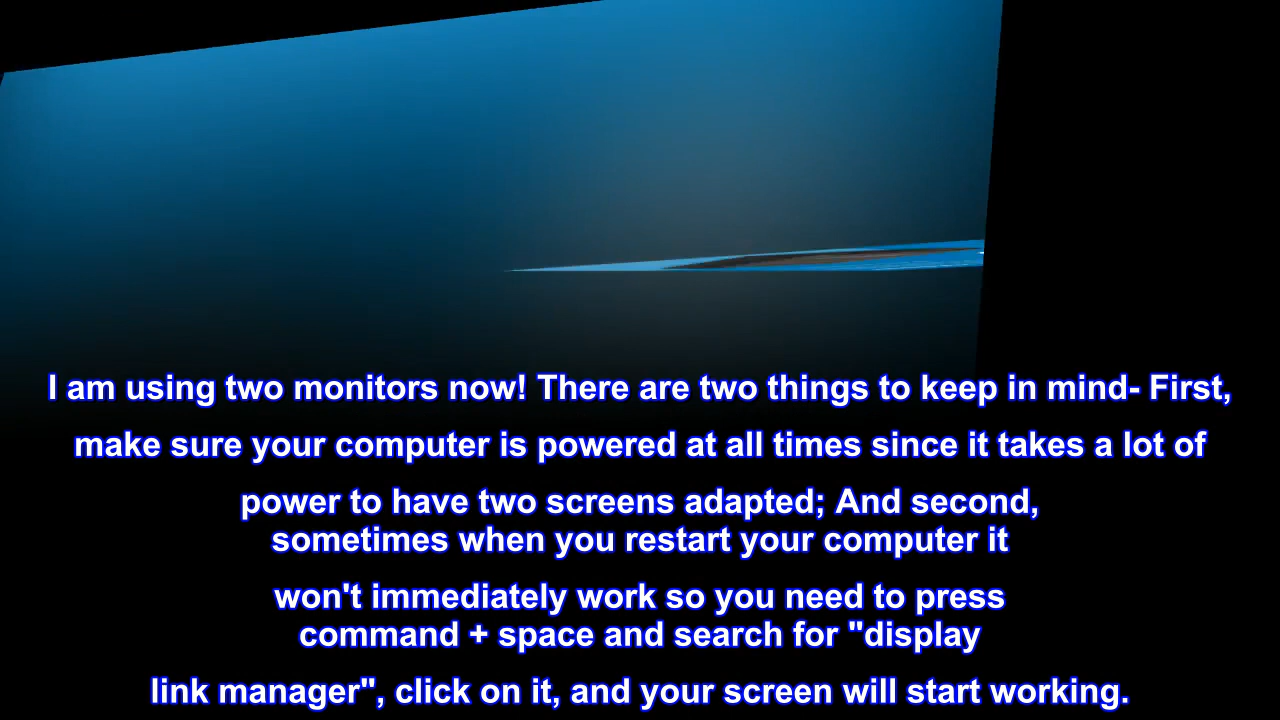 I am using two monitors now! There are two things to keep in mind- First,
make sure your computer is powered at all times since it takes a lot of
power to have two screens adapted; And second,
sometimes when you restart your computer it
won't immediately work so you need to press
command + space and search for "display
link manager", click on it, and your screen will start working.